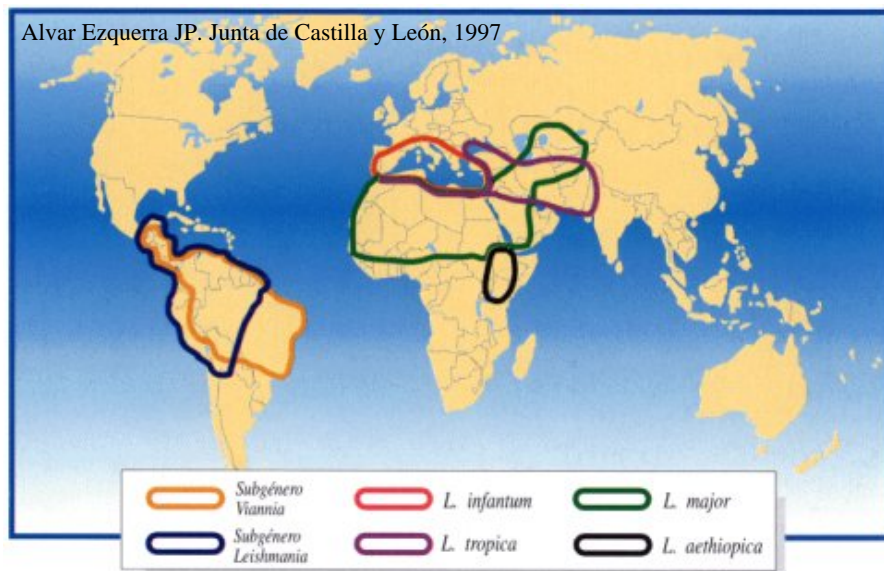 Alvar Ezquerra JP. Junta de Castilla y León, 1997
Subgénero
Viannia
L. infantum
L. major
Subgénero
Leishmania
L. tropica
L. aethiopica